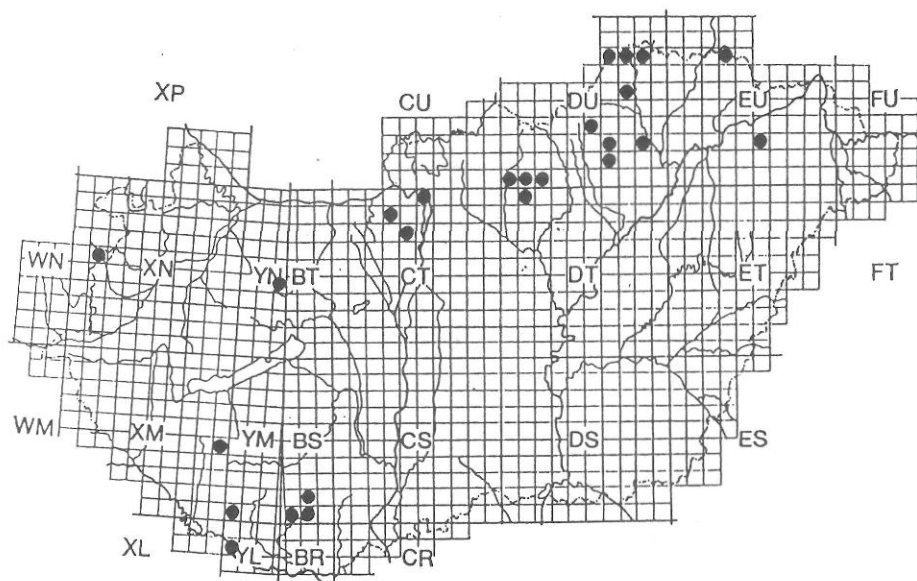 XP CU DU EU FU
WN XN YN BT CT DT ET FT
WM XM YM BS CS DS ES
XL YL BR CR